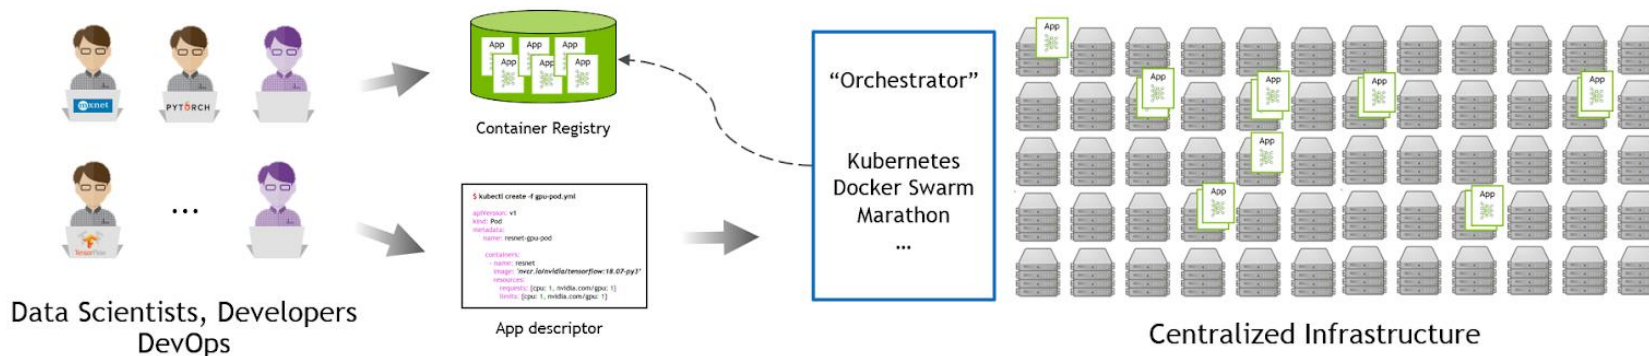 mxnet
PYTORCH
TensorFlow
...
Data Scientists, Developers
DevOps
App App App
App App App
Container Registry
$ kubectl create -f gpu-pod.yml
apiVersion: v1
kind: Pod
metadata:
name: resnet-gpu-pod
containers:
- name: resnet
image: 'nvcr.io/nvidia/tensorflow:18.07-py3'
resources:
requests: [cpu: 1, nvidia.com/gpu: 1]
limits: [cpu: 1, nvidia.com/gpu: 1]
App descriptor
“Orchestrator”
Kubernetes
Docker Swarm
Marathon
...
App
App
App
App
App
App
App
App
Centralized Infrastructure